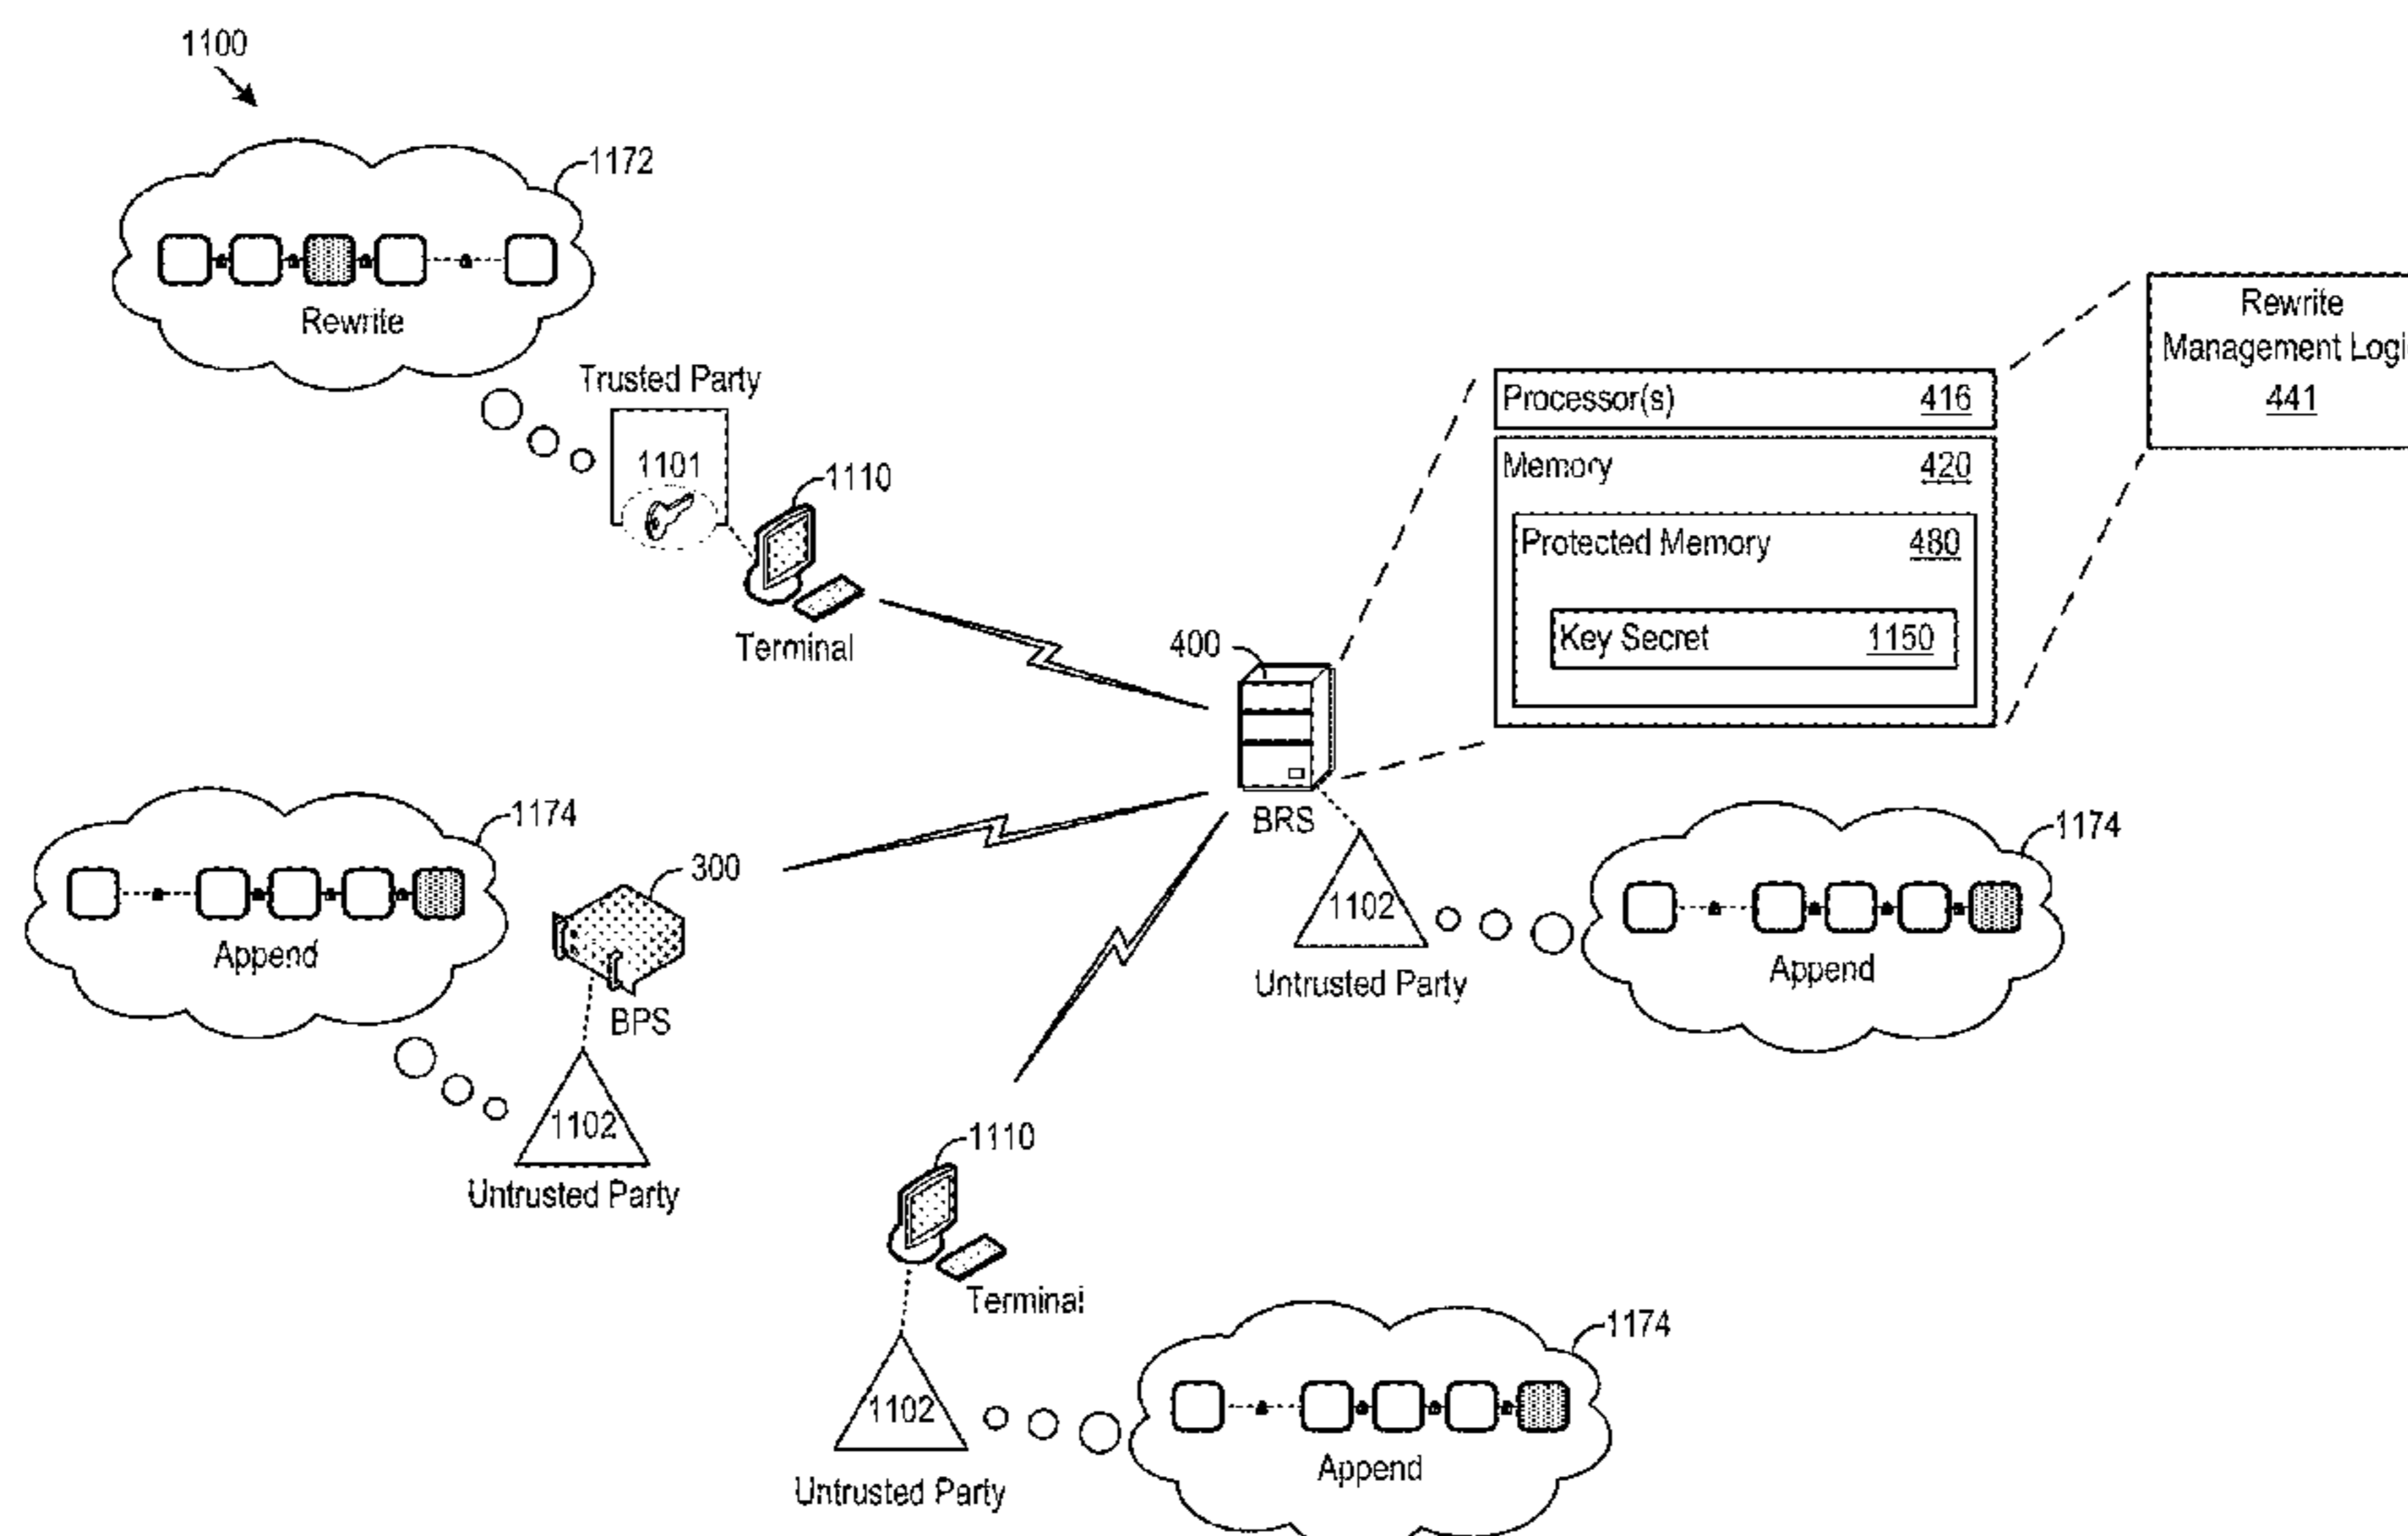 1100
1172
Rewrite
Trusted Party
1101
1110
Terminal
Rewrite
Management Logi
441
Processor(s) 416
Memory 420
Protected Memory 480
Key Secret 1150
400
BRS
1174
Append
300
BPS
1102
Untrusted Party
1102
Untrusted Party
1174
Append
1110
Terminal
1102
Untrusted Party
1174
Append